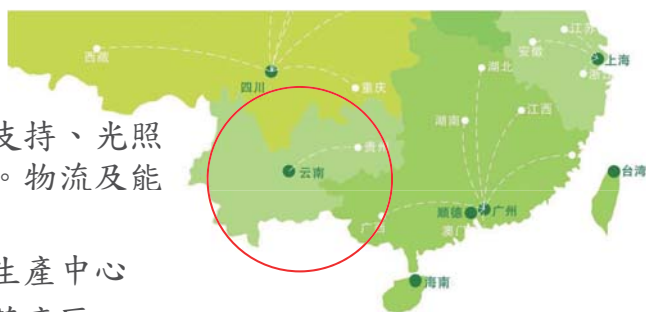 江苏
西藏
安徽
上海
湖北
四川
重庆
江西
支持、光照
湖南
贵州
。物流及能
云南
台湾
顺德
广州
广西
澳门
生產中心
海南